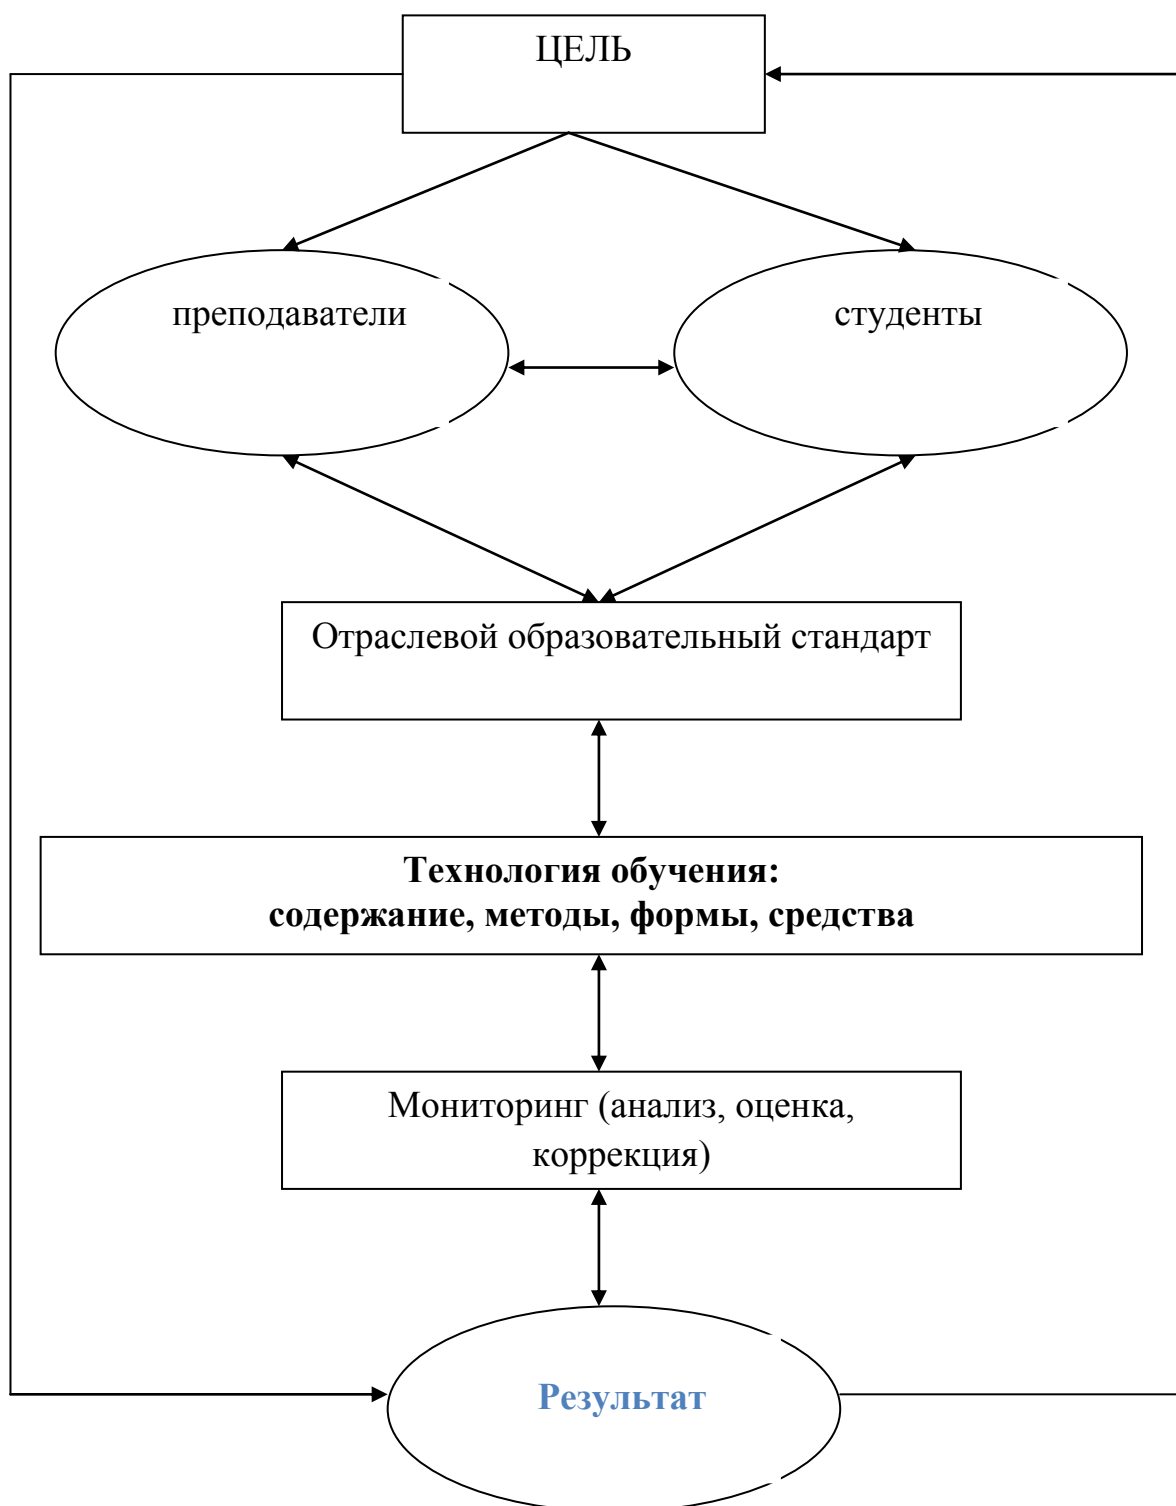 ЦЕЛЬ
преподаватели
студенты
Отраслевой образовательный стандарт
Технология обучения:
содержание, методы, формы, средства
Мониторинг (анализ, оценка,
коррекция)
Результат